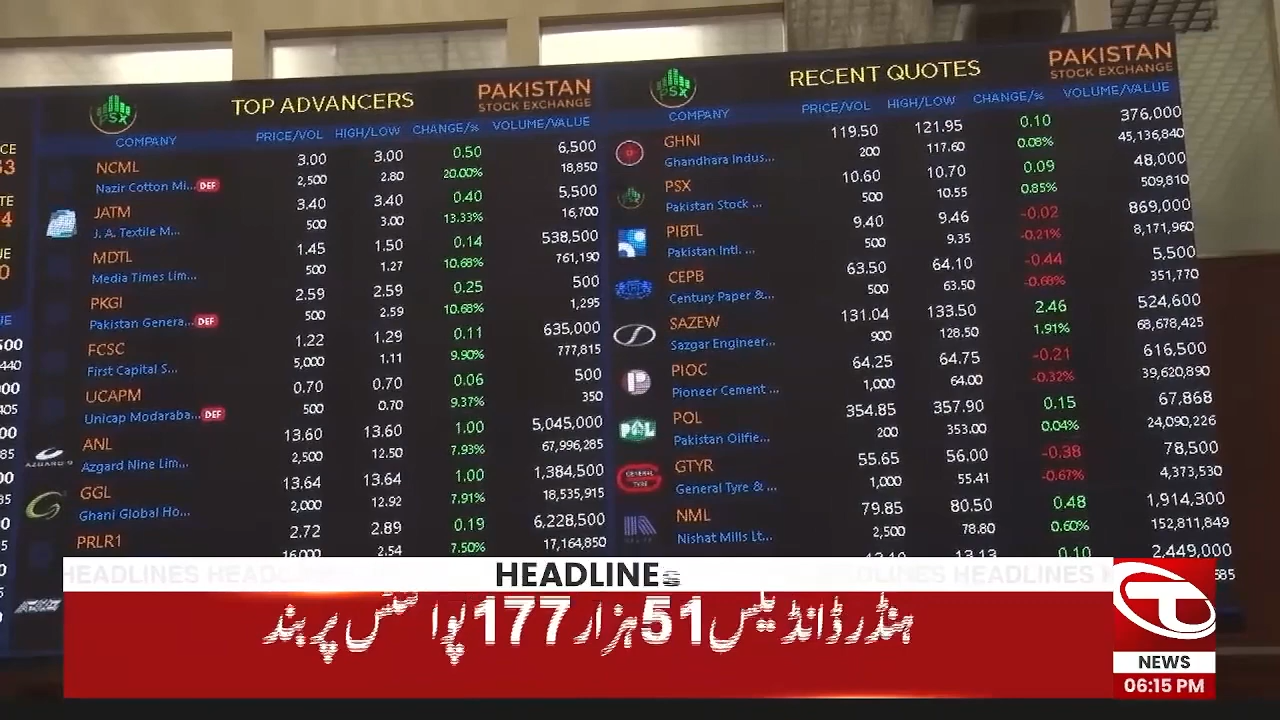 TOP ADVANCERS
PAKISTAN
STOCK EXCHANGE
COMPANY PRICE/VOL HIGH/LOW CHANGE/% VOLUME/VALUE
NCML 3.00 3.00 0.50 6,500
Nazir Cotton Mi... DEF 2,500 2.80 20.00% 18,850
JATM 3.40 3.40 0.40 5,500
J. A. Textile M... 500 3.00 13.33% 16,700
MDTL 1.45 1.50 0.14 538,500
Media Times Lim... 500 1.27 10.68% 761,190
PKGI 2.59 2.59 0.25 500
Pakistan Genera... DEF 500 2.59 10.68% 1,295
FCSC 1.22 1.29 0.11 635,000
First Capital S... 5,000 1.11 9.90% 777,815
UCAPM 0.70 0.70 0.06 500
Unicap Modaraba... DEF 500 0.70 9.37% 350
ANL 13.60 13.60 1.00 5,045,000
Azgard Nine Lim... 2,500 12.50 7.93% 67,996,285
GGL 13.64 13.64 1.00 1,384,500
Ghani Global Ho... 2,000 12.92 7.91% 18,535,915
PRLR1 2.72 2.89 0.19 6,228,500
16,000 2.54 7.50% 17,164,850
RECENT QUOTES
PAKISTAN
STOCK EXCHANGE
COMPANY PRICE/VOL HIGH/LOW CHANGE/% VOLUME/VALUE
GHNI 119.50 121.95 0.10 376,000
Ghandhara Indus... 200 117.60 0.08% 45,136,840
PSX 10.60 10.70 0.09 48,000
Pakistan Stock ... 500 10.55 0.85% 509,810
PIBTL 9.40 9.46 -0.02 869,000
Pakistan Intl. ... 500 9.35 -0.21% 8,171,960
CEPB 63.50 64.10 -0.44 5,500
Century Paper &... 500 63.50 -0.68% 351,770
SAZEW 131.04 133.50 2.46 524,600
Sazgar Engineer... 900 128.50 1.91% 68,678,425
PIOC 64.25 64.75 -0.21 616,500
Pioneer Cement ... 1,000 64.00 -0.32% 39,620,890
POL 354.85 357.90 0.15 67,868
Pakistan Oilfie... 200 353.00 0.04% 24,090,226
GTYR 55.65 56.00 -0.38 78,500
General Tyre & ... 1,000 55.41 -0.67% 4,373,530
NML 79.85 80.50 0.48 1,914,300
Nishat Mills Lt... 2,500 78.80 0.60% 152,811,849
13.13 0.10 2,449,000
HEADLINES
ہنڈرڈ انڈیکس 51 ہزار 177 پوائنٹس پر بند
NEWS
06:15 PM